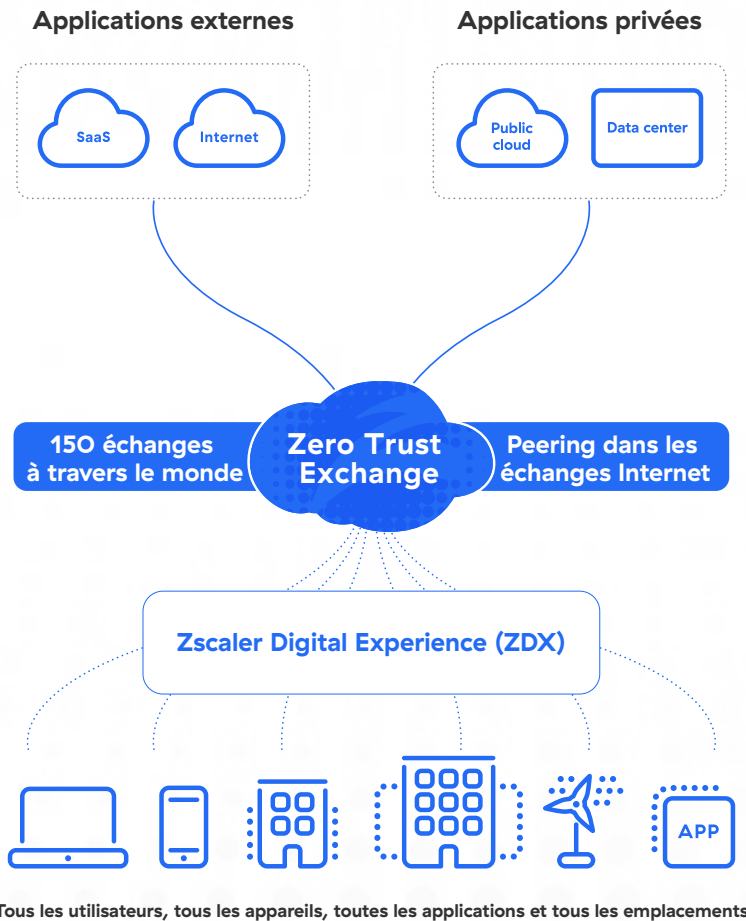 Applications externes
Applications privées
SaaS
Internet
Public
cloud
Data center
150 échanges
à travers le monde
Zero Trust
Exchange
Peering dans les
échanges Internet
Zscaler Digital Experience (ZDX)
APP
Tous les utilisateurs, tous les appareils, toutes les applications et tous les emplacements